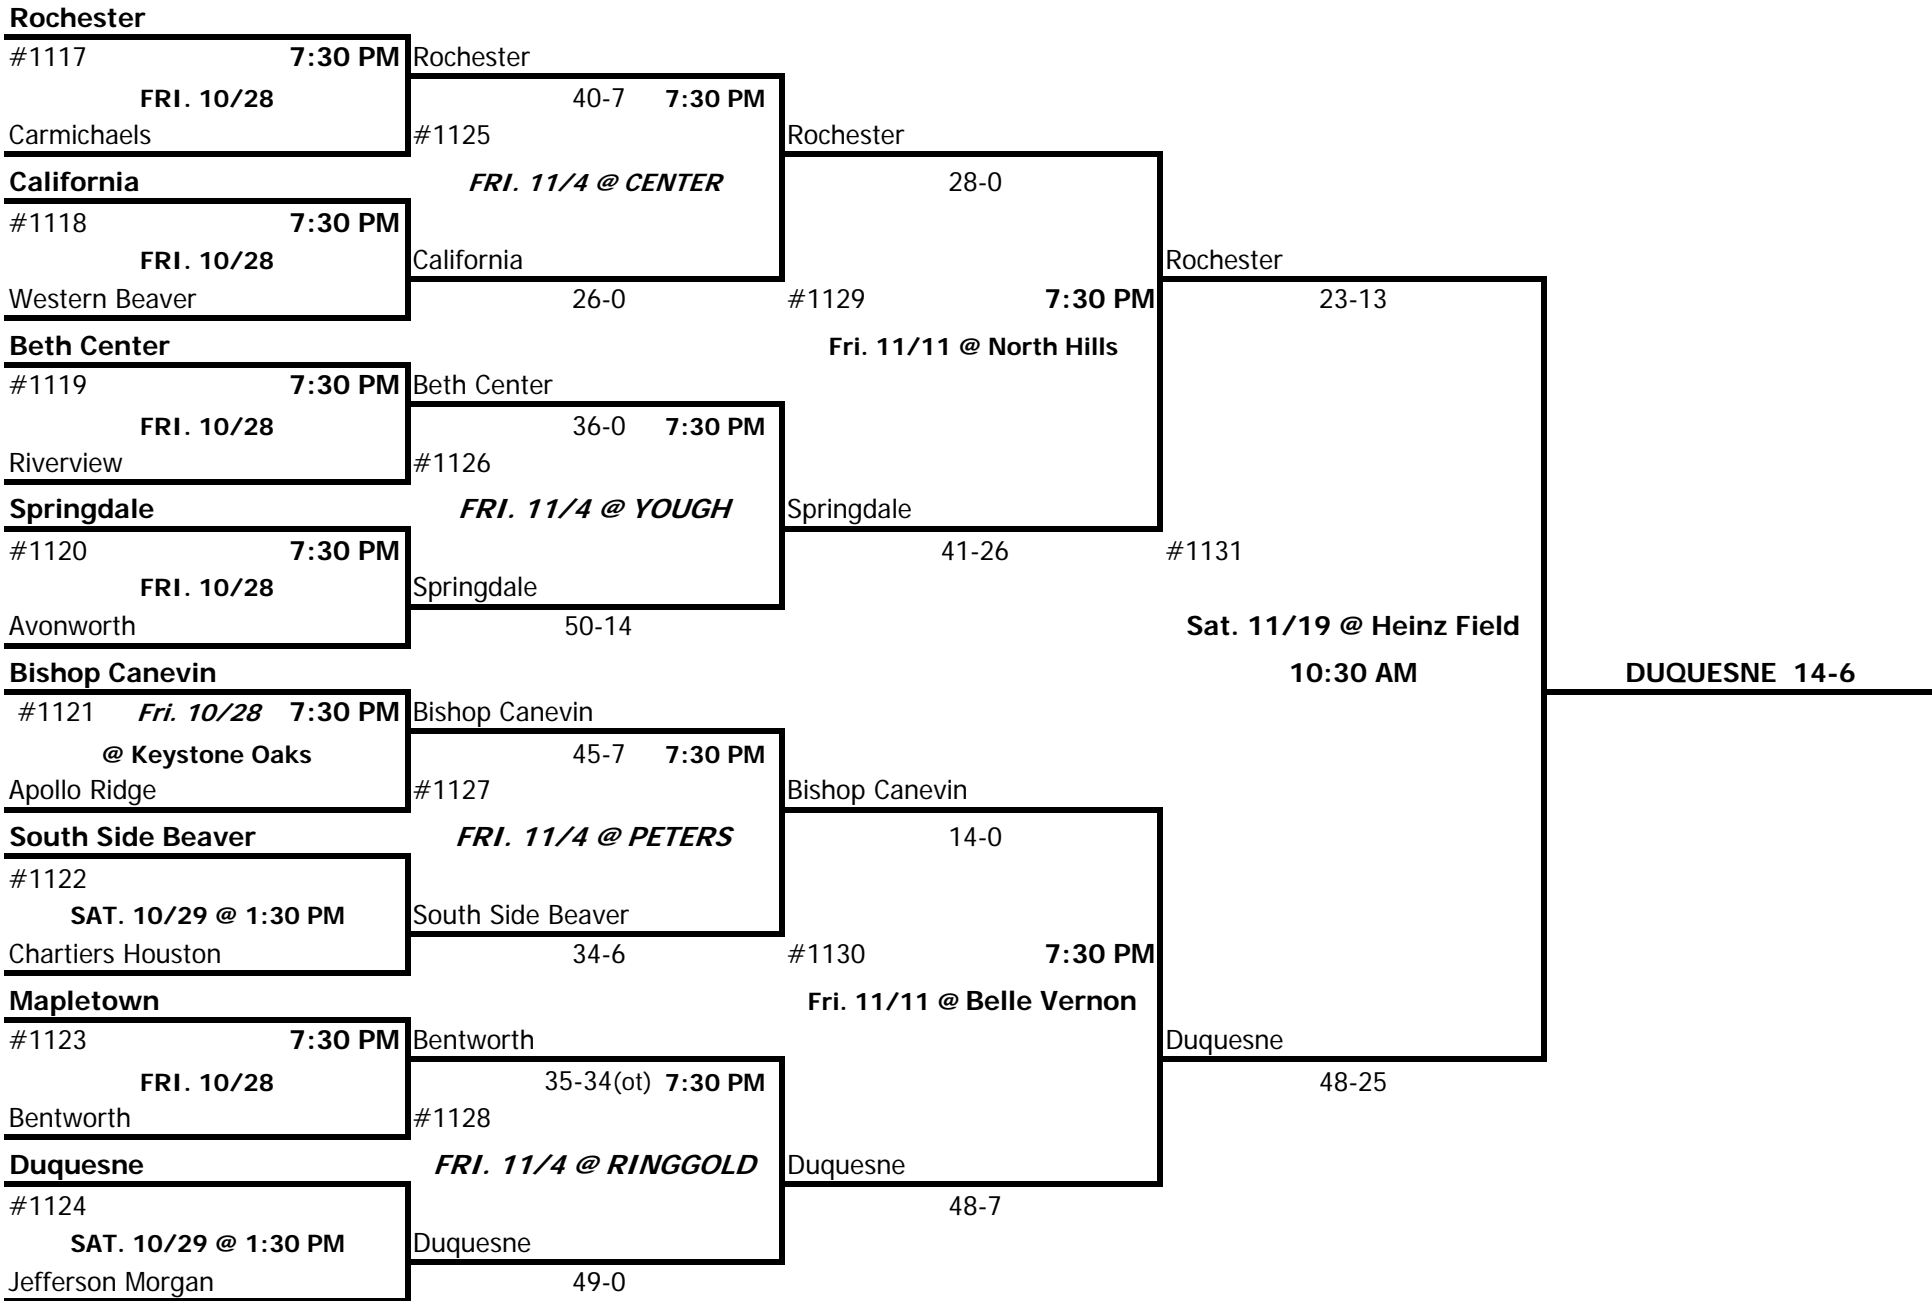 Rochester
#1117 7:30 PM Rochester
FRI. 10/28 40-7 7:30 PM
Carmichaels #1125 Rochester
California FRI. 11/4 @ CENTER 28-0
#1118 7:30 PM
FRI. 10/28 California Rochester
Western Beaver 26-0 #1129 7:30 PM 23-13
Beth Center Fri. 11/11 @ North Hills
#1119 7:30 PM Beth Center
FRI. 10/28 36-0 7:30 PM
Riverview #1126
Springdale FRI. 11/4 @ YOUGH Springdale
#1120 7:30 PM 41-26 #1131
FRI. 10/28 Springdale
Avonworth 50-14 Sat. 11/19 @ Heinz Field
Bishop Canevin 10:30 AM DUQUESNE 14-6
#1121 Fri. 10/28 7:30 PM Bishop Canevin
@ Keystone Oaks 45-7 7:30 PM
Apollo Ridge #1127 Bishop Canevin
South Side Beaver FRI. 11/4 @ PETERS 14-0
#1122
SAT. 10/29 @ 1:30 PM South Side Beaver
Chartiers Houston 34-6 #1130 7:30 PM
Mapletown Fri. 11/11 @ Belle Vernon
#1123 7:30 PM Bentworth Duquesne
FRI. 10/28 35-34(ot) 7:30 PM 48-25
Bentworth #1128
Duquesne FRI. 11/4 @ RINGGOLD Duquesne
#1124 48-7
SAT. 10/29 @ 1:30 PM Duquesne
Jefferson Morgan 49-0